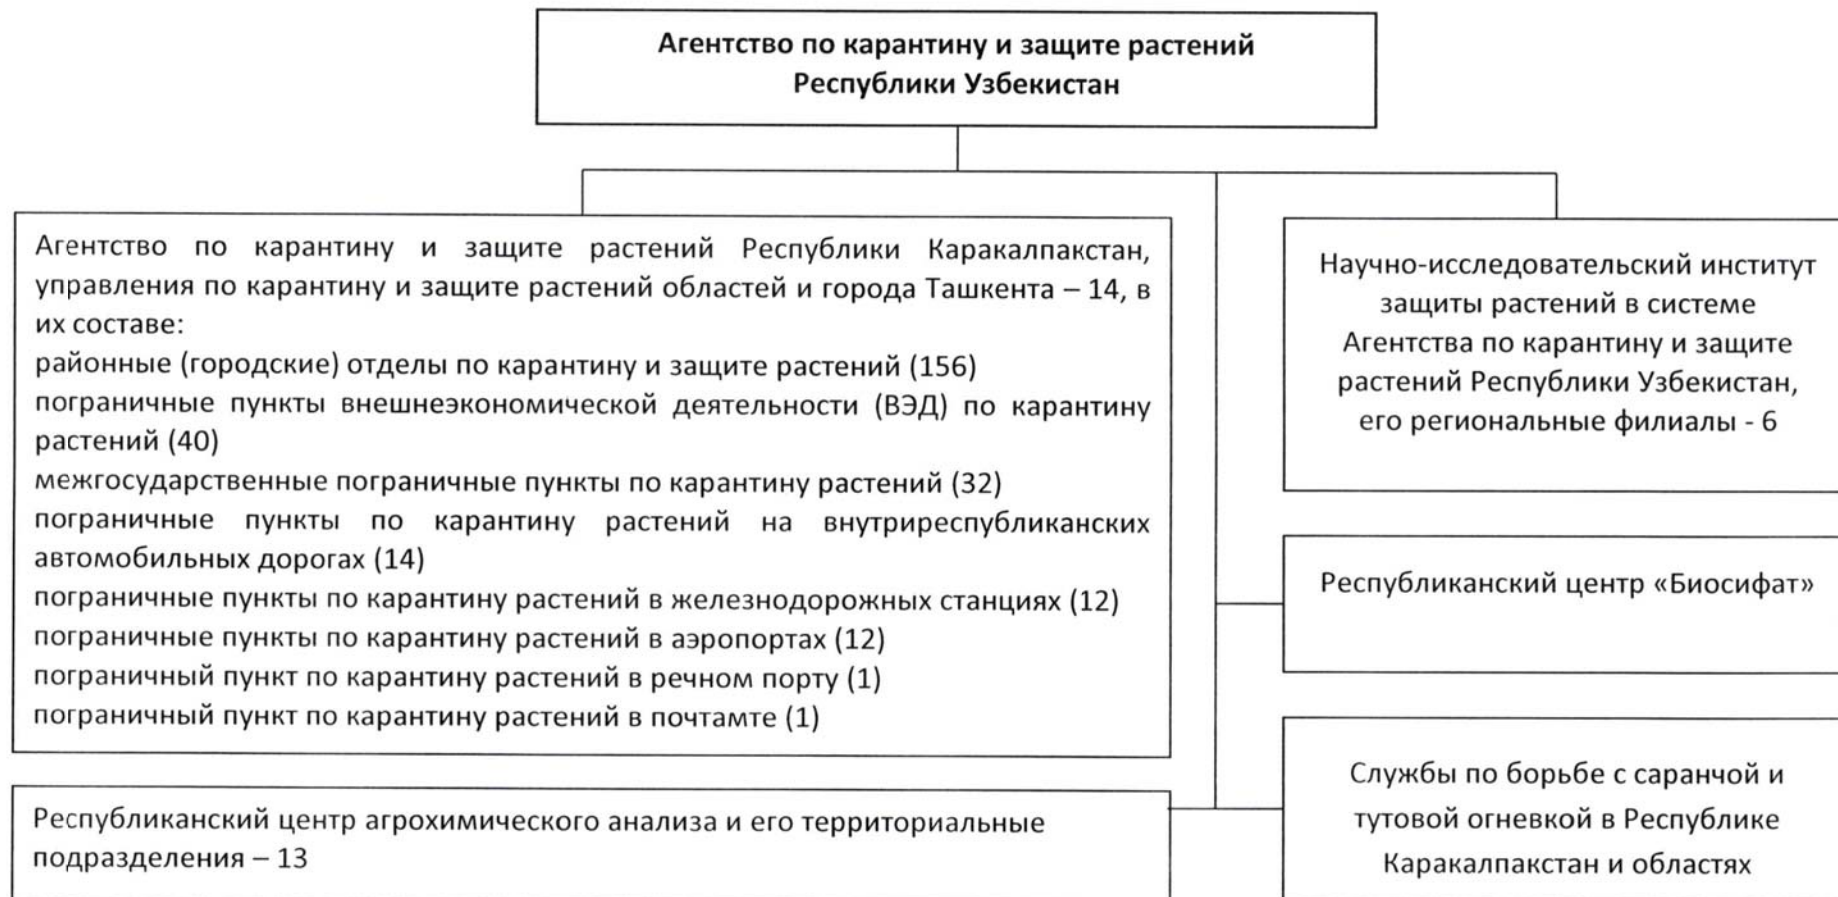 Агентство по карантину и защите растений
Республики Узбекистан
Агентство по карантину и защите растений Республики Каракалпакстан,
управления по карантину и защите растений областей и города Ташкента – 14, в
их составе:
районные (городские) отделы по карантину и защите растений (156)
пограничные пункты внешнеэкономической деятельности (ВЭД) по карантину
растений (40)
межгосударственные пограничные пункты по карантину растений (32)
пограничные пункты по карантину растений на внутриреспубликанских
автомобильных дорогах (14)
пограничные пункты по карантину растений в железнодорожных станциях (12)
пограничные пункты по карантину растений в аэропортах (12)
пограничный пункт по карантину растений в речном порту (1)
пограничный пункт по карантину растений в почтамте (1)
Республиканский центр агрохимического анализа и его территориальные
подразделения – 13
Научно-исследовательский институт
защиты растений в системе
Агентства по карантину и защите
растений Республики Узбекистан,
его региональные филиалы - 6
Республиканский центр «Биосифат»
Службы по борьбе с саранчой и
тутовой огневкой в Республике
Каракалпакстан и областях